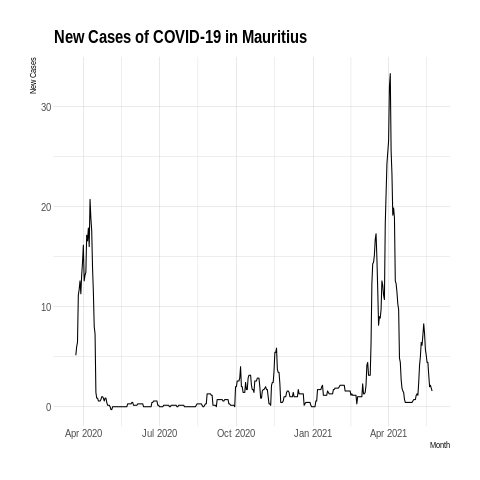 New Cases of COVID-19 in Mauritius
New Cases
30
20
10
0
Apr 2020 Jul 2020 Oct 2020 Jan 2021 Apr 2021
Month